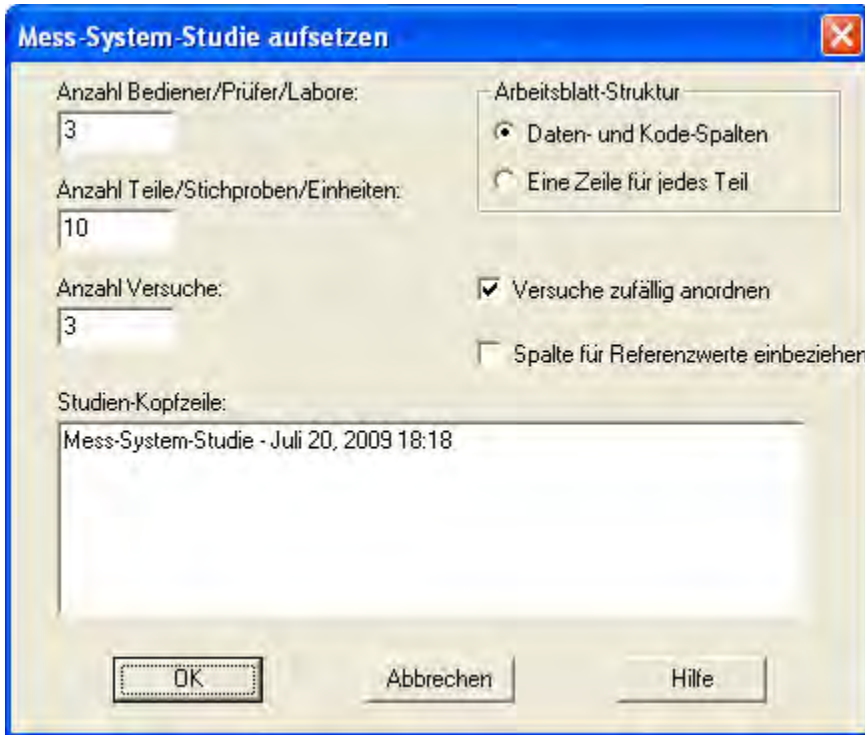 Mess-System-Studie aufsetzen
Anzahl Bediener/Prüfer/Labore:
3
Anzahl Teile/Stichproben/Einheiten:
10
Anzahl Versuche:
3
Arbeitsblatt-Struktur
Daten- und Kode-Spalten
Eine Zeile für jedes Teil
Versuche zufällig anordnen
Spalte für Referenzwerte einbeziehen
Studien-Kopfzeile:
Mess-System-Studie - Juli 20, 2009 18:18
OK
Abbrechen
Hilfe